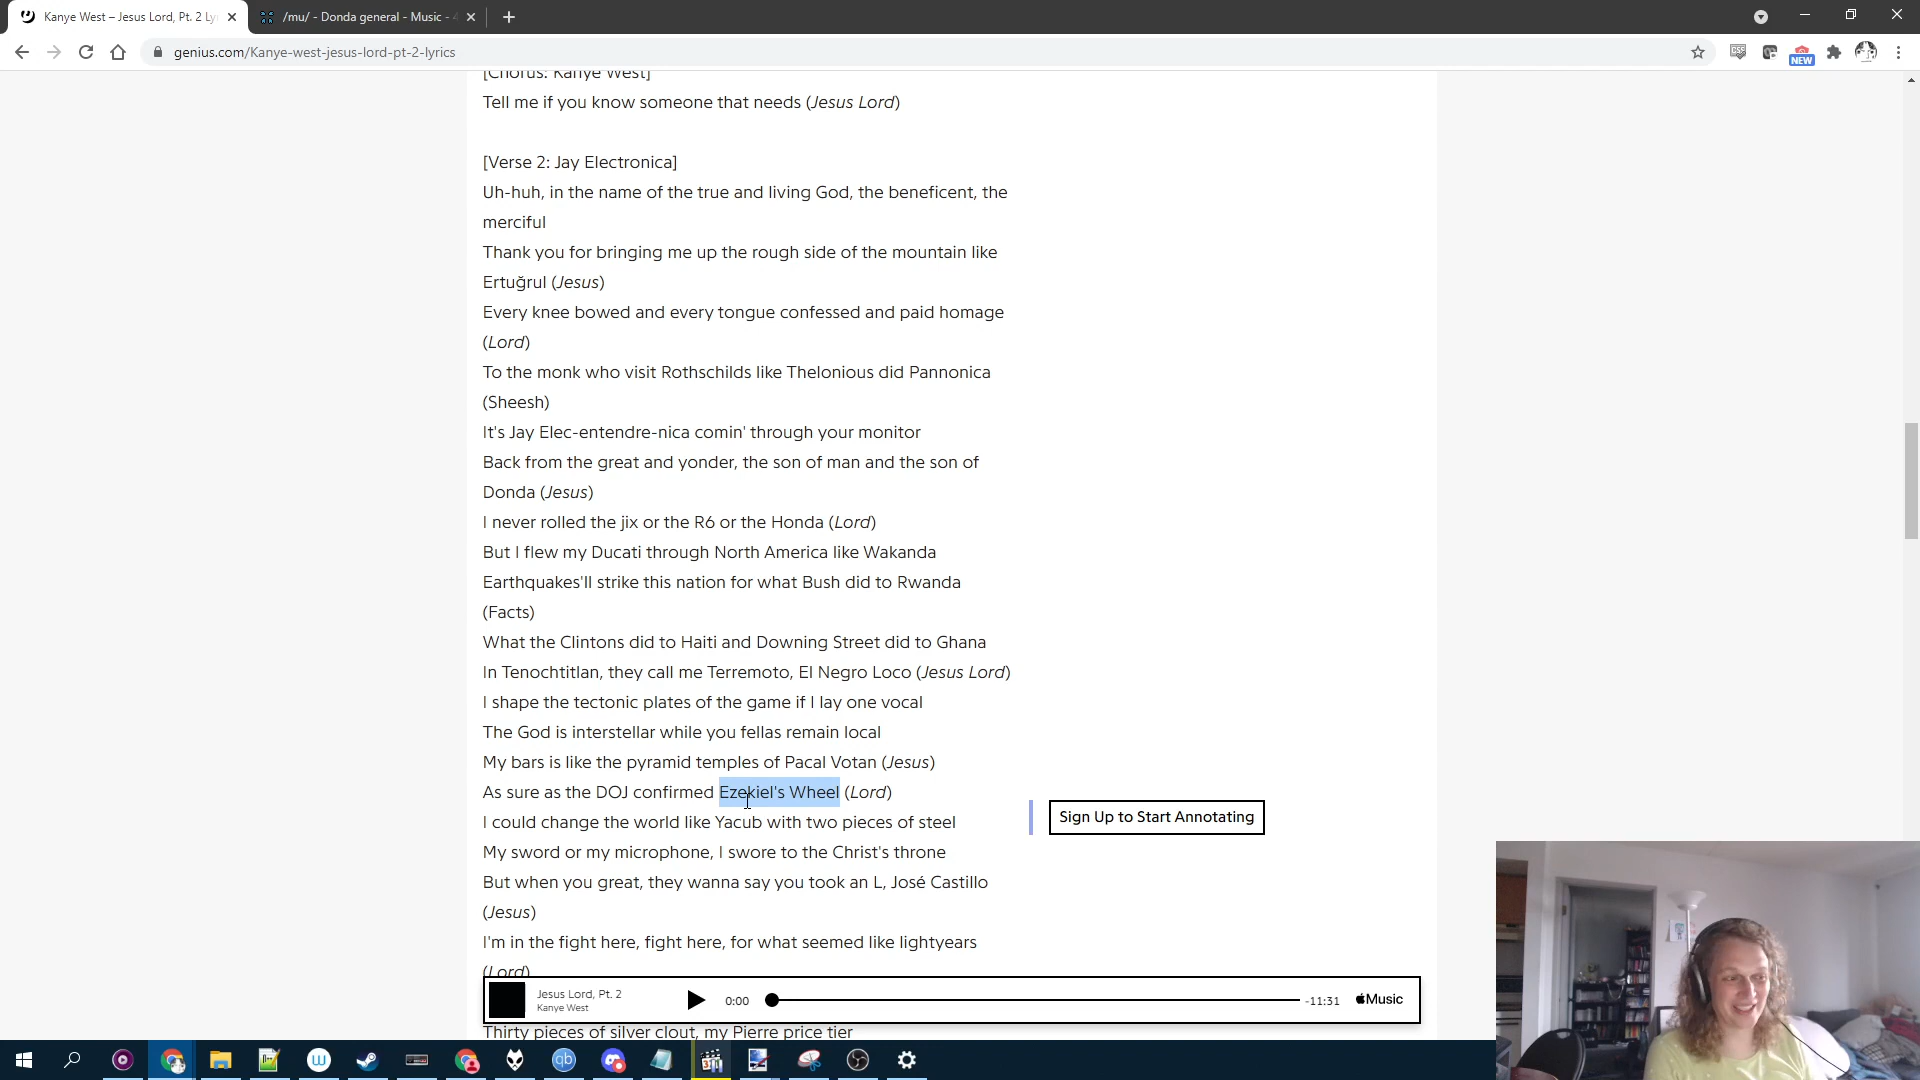 Kanye West – Jesus Lord, Pt. 2 Ly
/mu/ - Donda general - Music - 4
genius.com/Kanye-west-jesus-lord-pt-2-lyrics
NEW
[Chorus: Kanye West]
Tell me if you know someone that needs (Jesus Lord)
[Verse 2: Jay Electronica]
Uh-huh, in the name of the true and living God, the beneficent, the
merciful
Thank you for bringing me up the rough side of the mountain like
Ertuğrul (Jesus)
Every knee bowed and every tongue confessed and paid homage
(Lord)
To the monk who visit Rothschilds like Thelonious did Pannonica
(Sheesh)
It's Jay Elec-entendre-nica comin' through your monitor
Back from the great and yonder, the son of man and the son of
Donda (Jesus)
I never rolled the jix or the R6 or the Honda (Lord)
But I flew my Ducati through North America like Wakanda
Earthquakes'll strike this nation for what Bush did to Rwanda
(Facts)
What the Clintons did to Haiti and Downing Street did to Ghana
In Tenochtitlan, they call me Terremoto, El Negro Loco (Jesus Lord)
I shape the tectonic plates of the game if I lay one vocal
The God is interstellar while you fellas remain local
My bars is like the pyramid temples of Pacal Votan (Jesus)
As sure as the DOJ confirmed Ezekiel's Wheel (Lord)
I could change the world like Yacub with two pieces of steel
Sign Up to Start Annotating
My sword or my microphone, I swore to the Christ's throne
But when you great, they wanna say you took an L, José Castillo
(Jesus)
I'm in the fight here, fight here, for what seemed like lightyears
(Lord)
Jesus Lord, Pt. 2
Kanye West
0:00
-11:31
Music
Thirty pieces of silver clout, my Pierre price tier